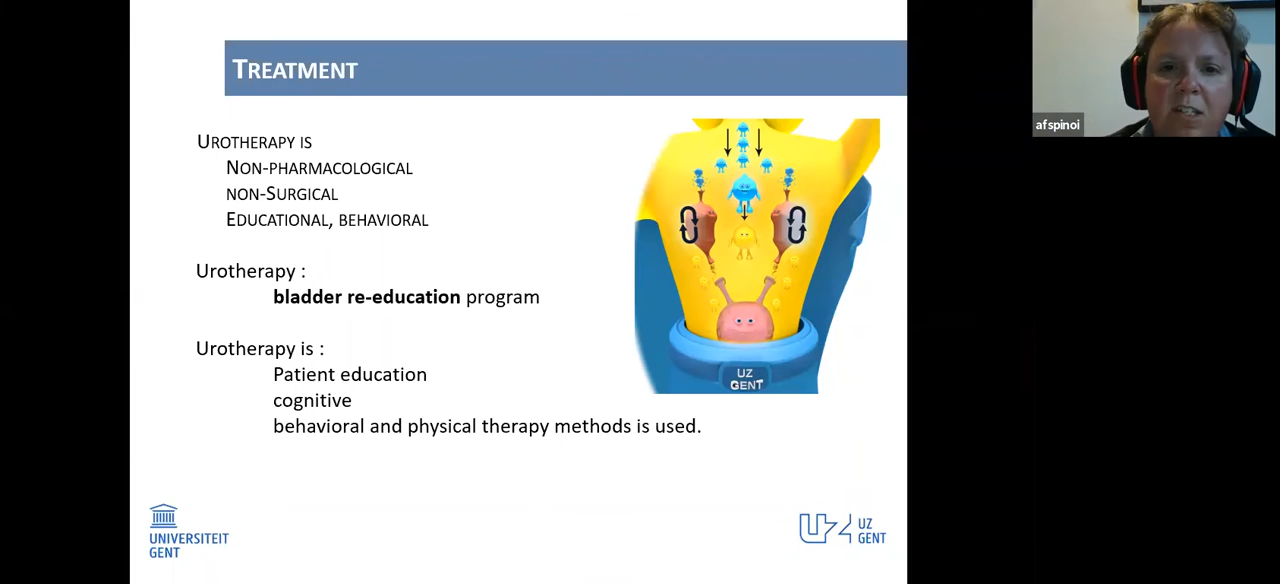 TREATMENT
UROTHERAPY IS
NON-PHARMACOLOGICAL
NON-SURGICAL
EDUCATIONAL, BEHAVIORAL
Urotherapy :
bladder re-education program
Urotherapy is :
Patient education
cognitive
behavioral and physical therapy methods is used.
UZ
GENT
UNIVERSITEIT
GENT
UZ
GENT
afspinoi